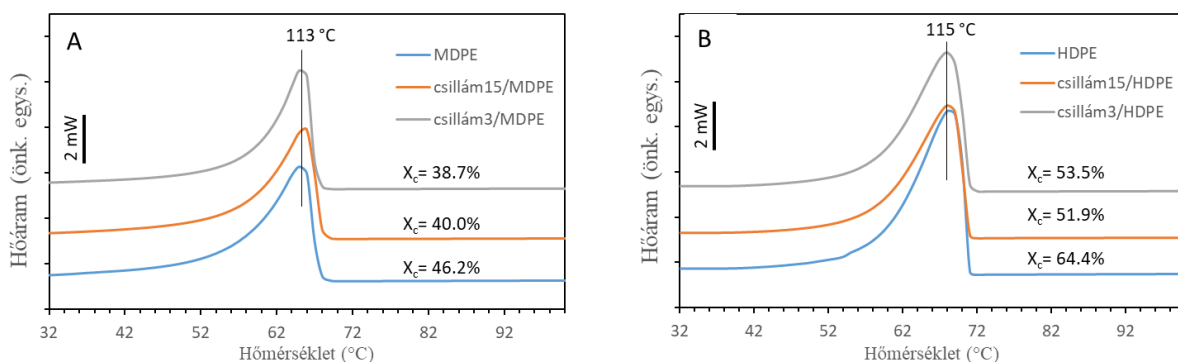 A
113 °C
MDPE
csillám15/MDPE
csillám3/MDPE
2 mW
Hőáram (önk. egys.)
Xc= 38.7%
Xc= 40.0%
Xc= 46.2%
32 42 52 62 72 82 92
Hőmérséklet (°C)
B
115 °C
HDPE
csillám15/HDPE
csillám3/HDPE
2 mW
Hőáram (önk. egys.)
Xc= 53.5%
Xc= 51.9%
Xc= 64.4%
32 42 52 62 72 82 92
Hőmérséklet (°C)